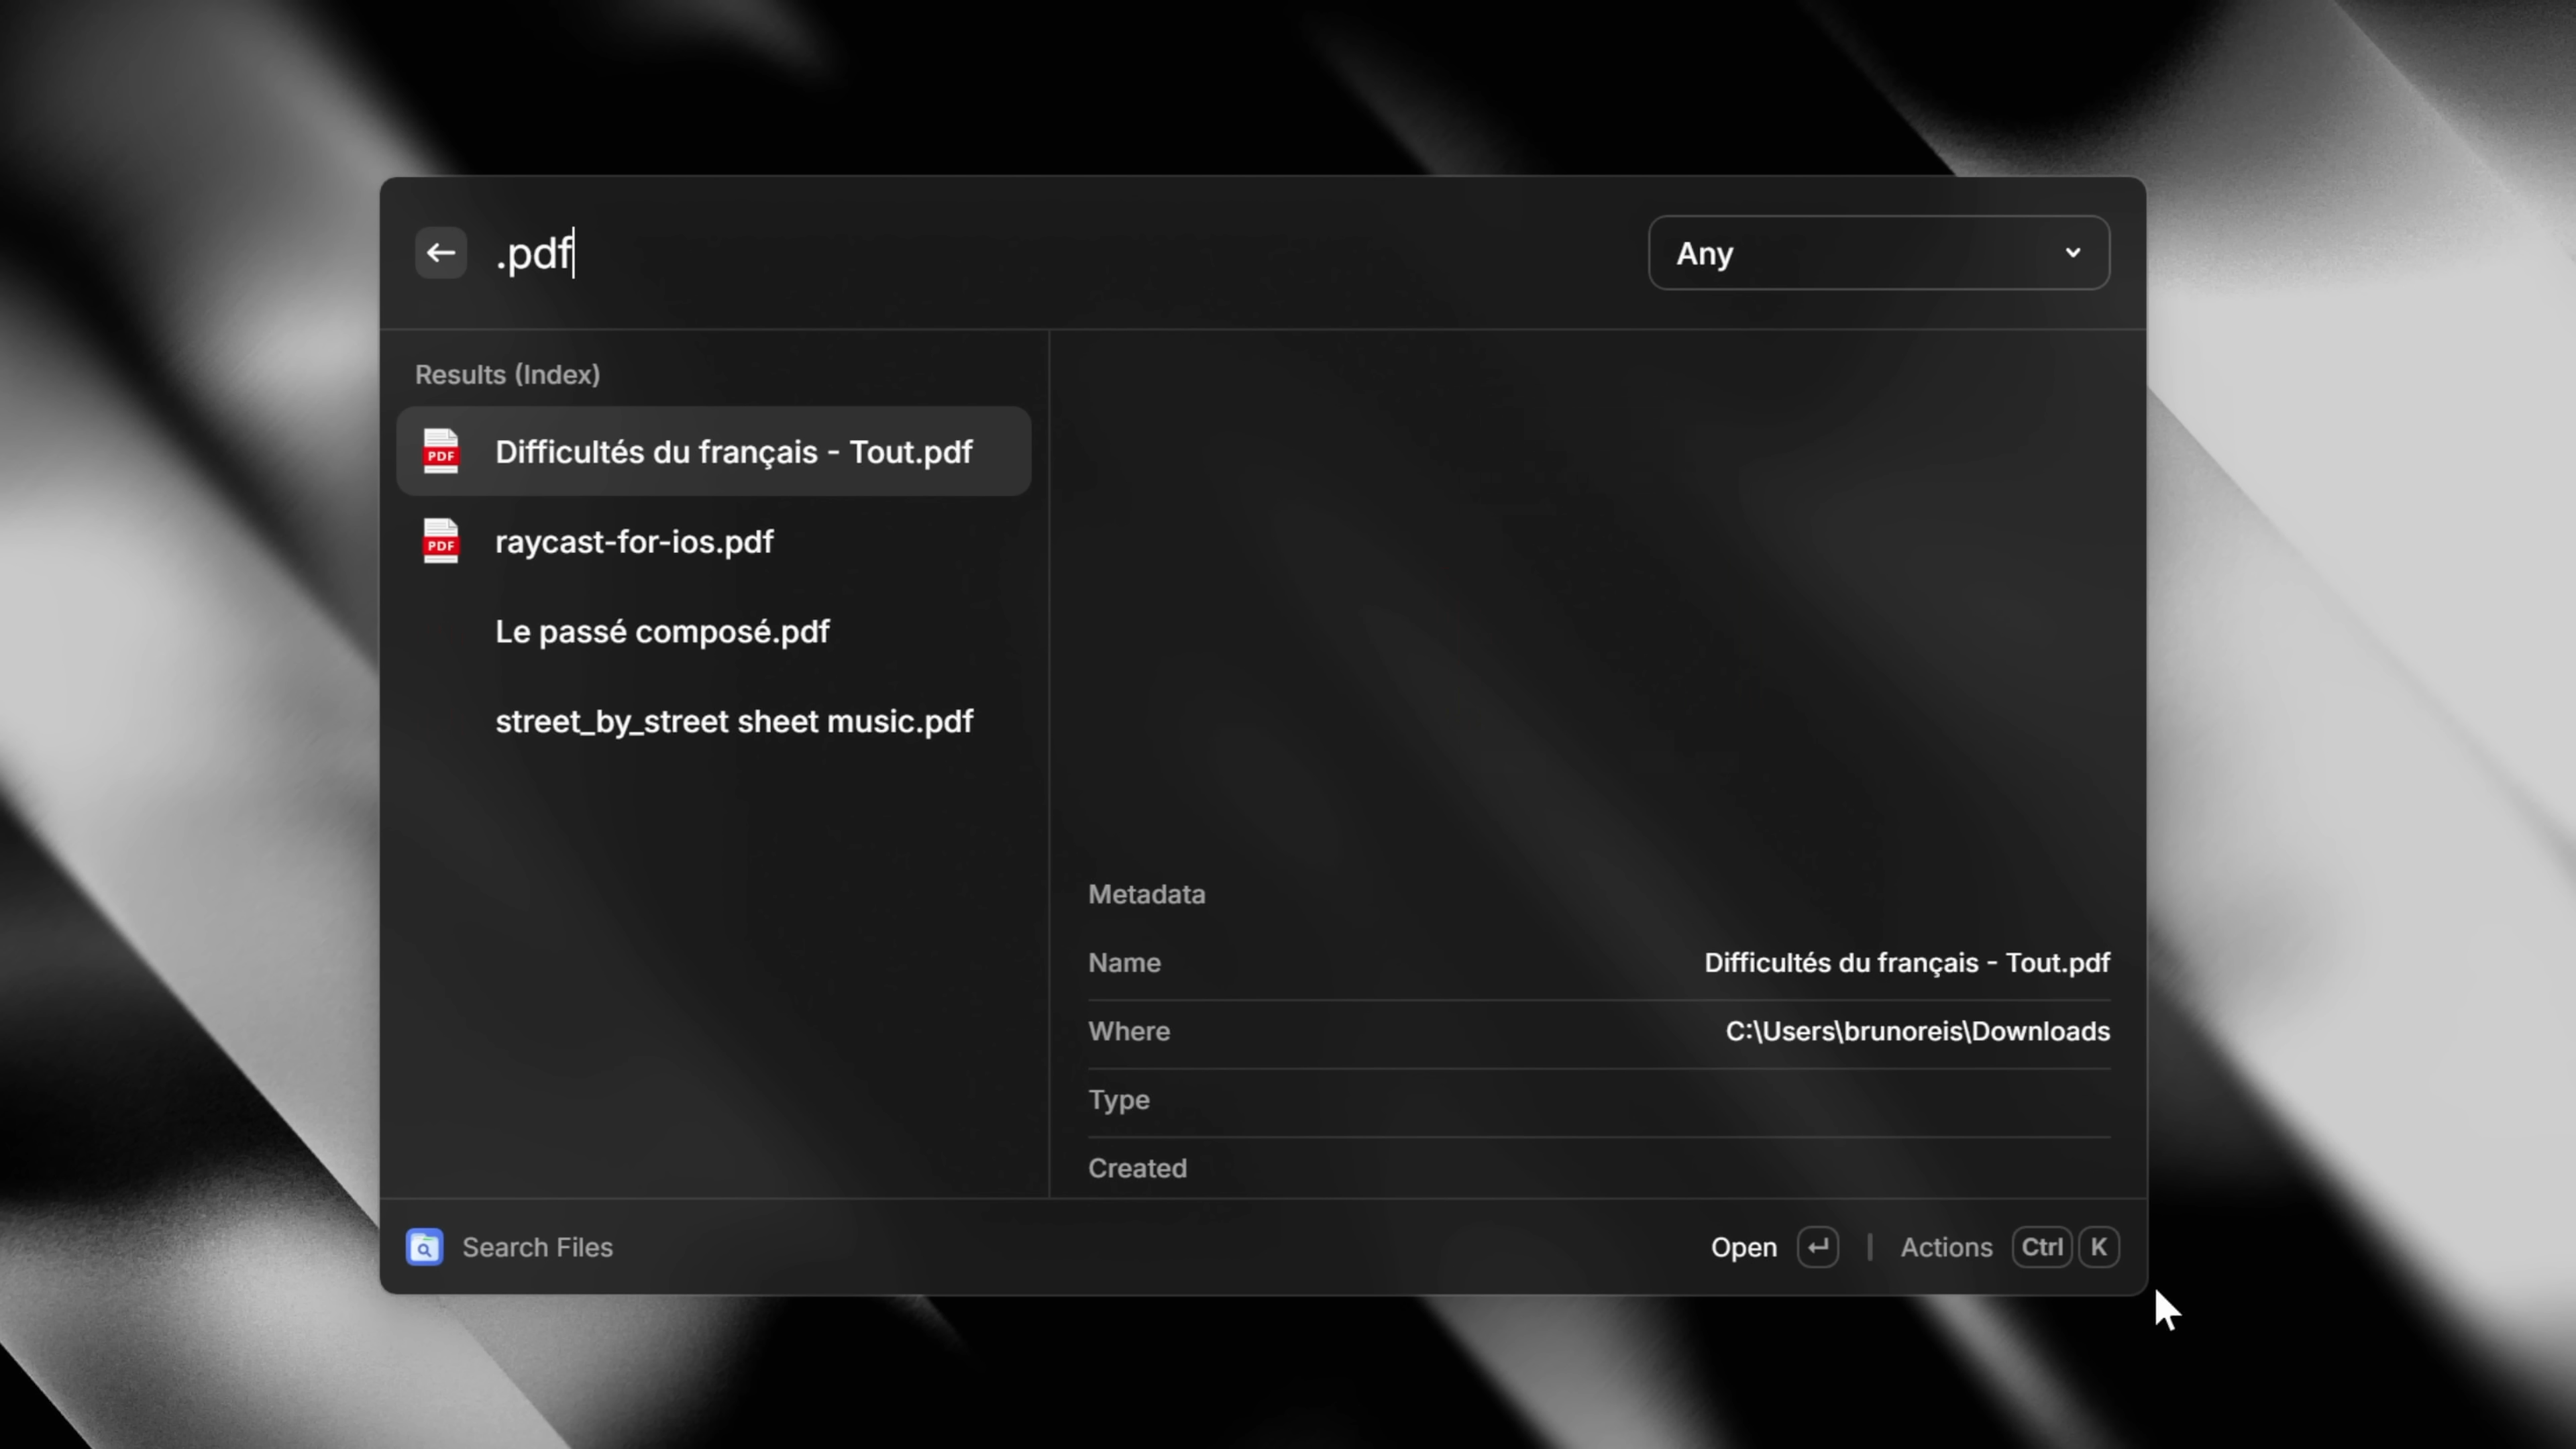 .pdf
Any
Results (Index)
PDF Difficultés du français - Tout.pdf
PDF raycast-for-ios.pdf
Le passé composé.pdf
street_by_street sheet music.pdf
Metadata
Name Difficultés du français - Tout.pdf
Where C:\Users\brunoreis\Downloads
Type
Created
Search Files
Open ↵ | Actions Ctrl K